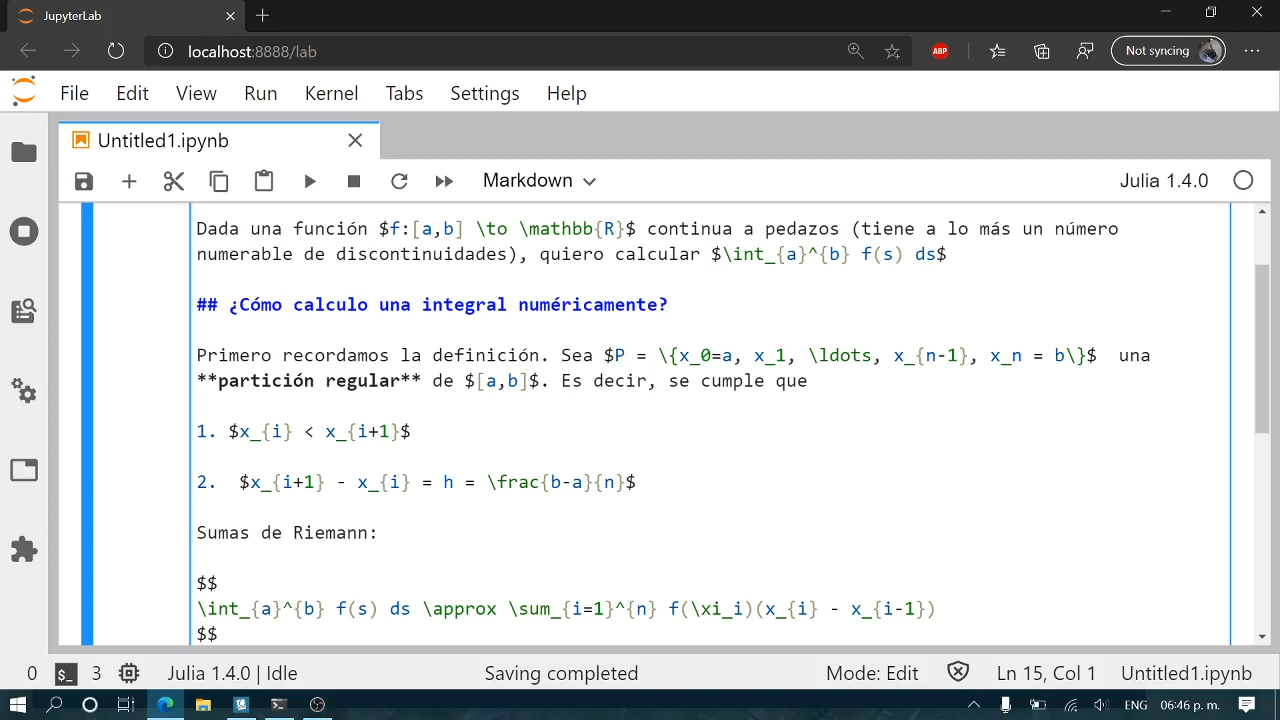 JupyterLab
localhost:8888/lab
ABP
Not syncing
File Edit View Run Kernel Tabs Settings Help
Untitled1.ipynb
Markdown
Julia 1.4.0
Dada una función $f:[a,b] \to \mathbb{R}$ continua a pedazos (tiene a lo más un número
numerable de discontinuidades), quiero calcular $\int_{a}^{b} f(s) ds$
## ¿Cómo calculo una integral numéricamente?
Primero recordamos la definición. Sea $P = \{x_0=a, x_1, \ldots, x_{n-1}, x_n = b\}$  una
**partición regular** de $[a,b]$. Es decir, se cumple que
1. $x_{i} < x_{i+1}$
2.  $x_{i+1} - x_{i} = h = \frac{b-a}{n}$
Sumas de Riemann:
$$
\int_{a}^{b} f(s) ds \approx \sum_{i=1}^{n} f(\xi_i)(x_{i} - x_{i-1})
$$
0 $_ 3 Julia 1.4.0 | Idle Saving completed Mode: Edit Ln 15, Col 1 Untitled1.ipynb
ENG 06:46 p. m.